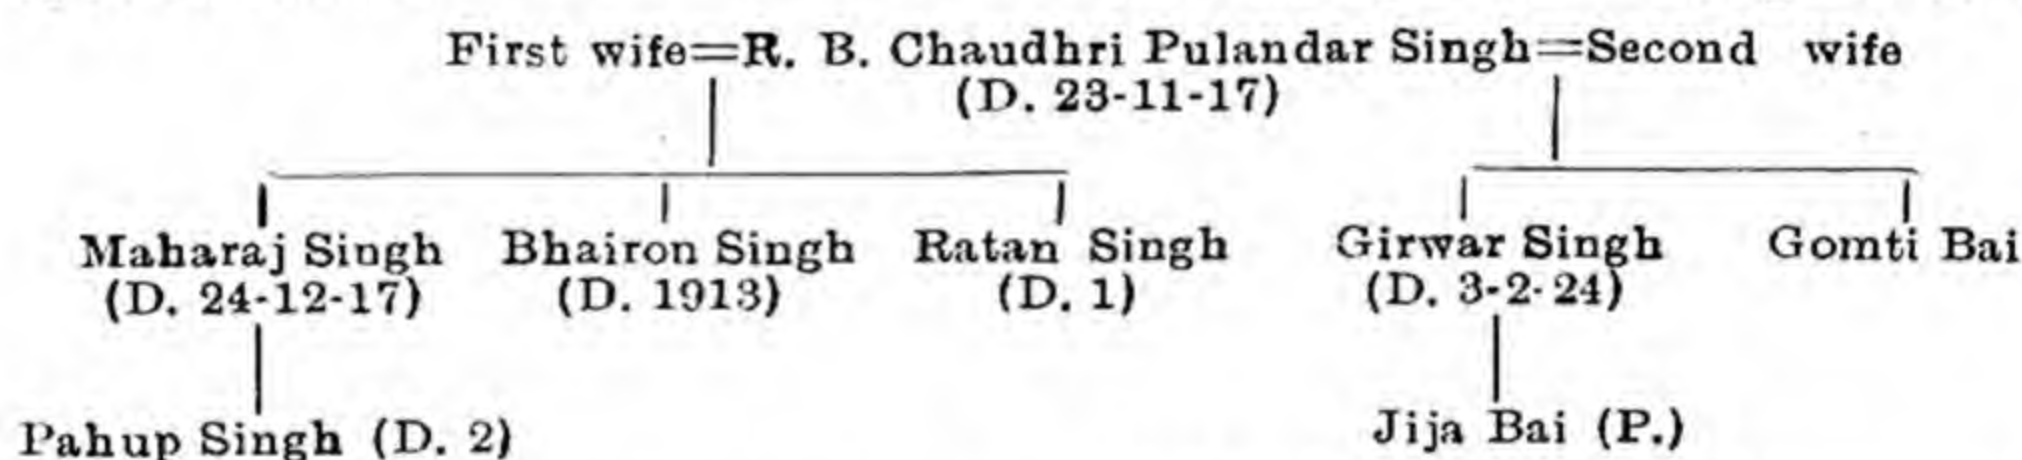 First wife=R. B. Chaudhri Pulandar Singh=Second wife
(D. 23-11-17)
Maharaj Singh Bhairon Singh Ratan Singh Girwar Singh Gomti Bai
(D. 24-12-17) (D. 1913) (D. 1) (D. 3-2-24)
Pahup Singh (D. 2) Jija Bai (P.)